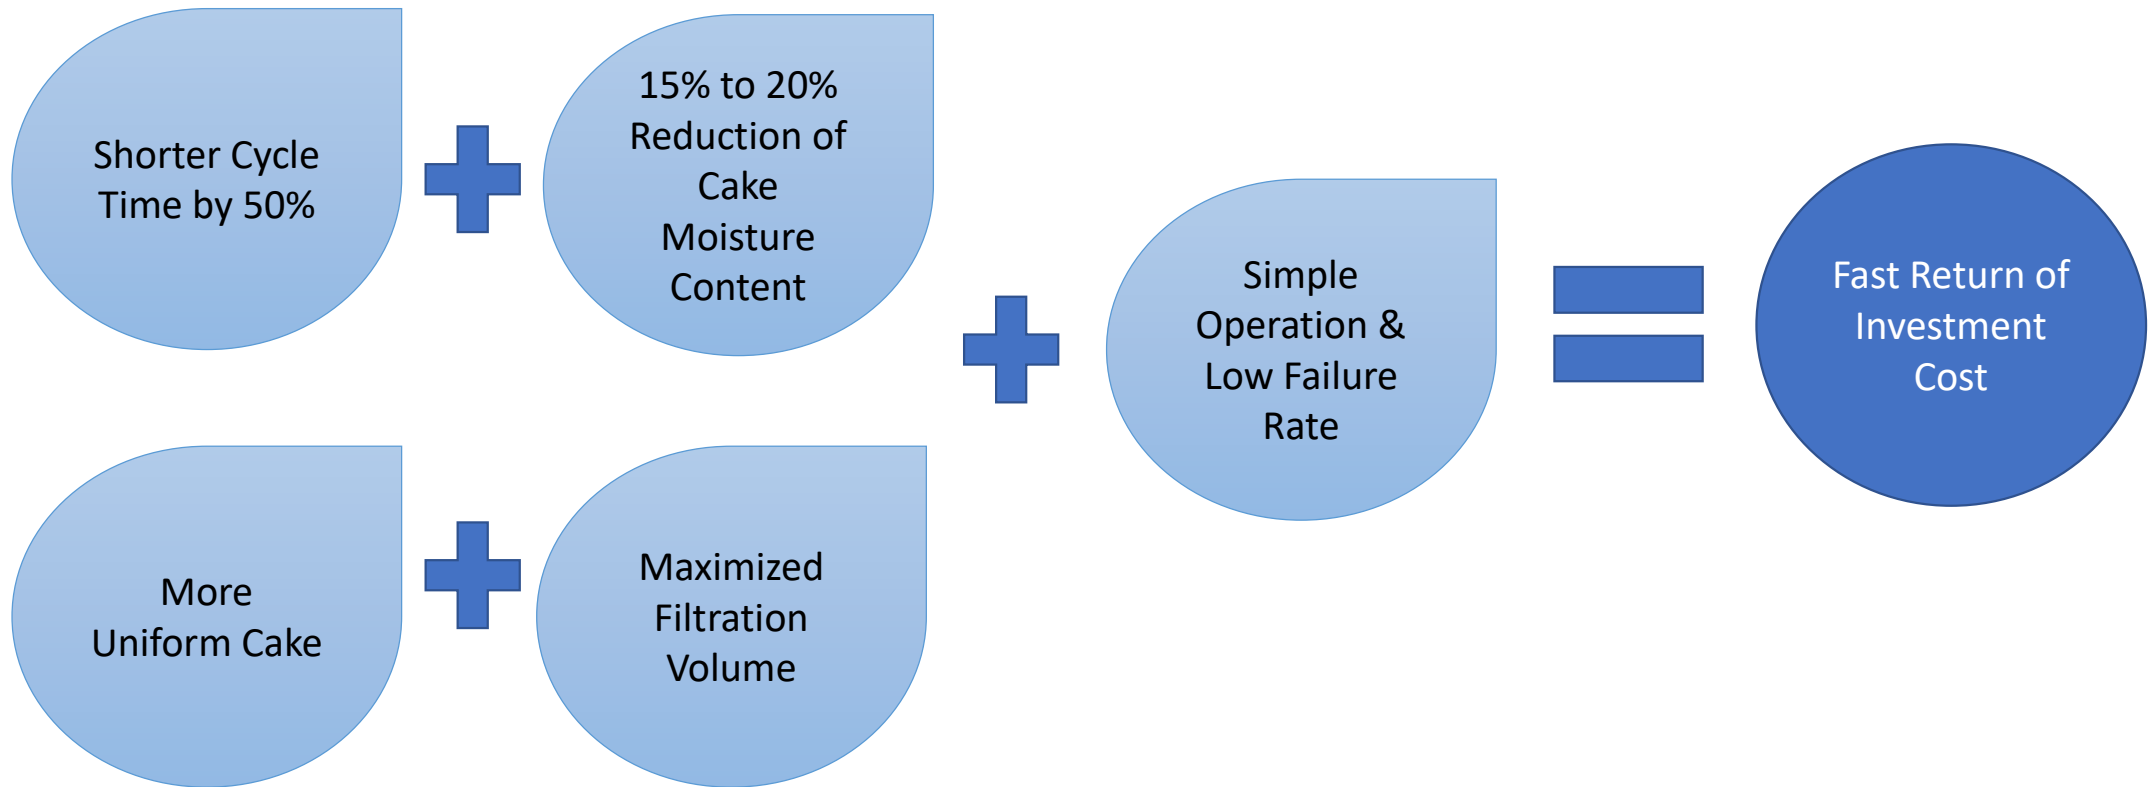 Shorter Cycle
Time by 50%
15% to 20%
Reduction of
Cake
Moisture
Content
More
Uniform Cake
Maximized
Filtration
Volume
Simple
Operation &
Low Failure
Rate
Fast Return of
Investment
Cost